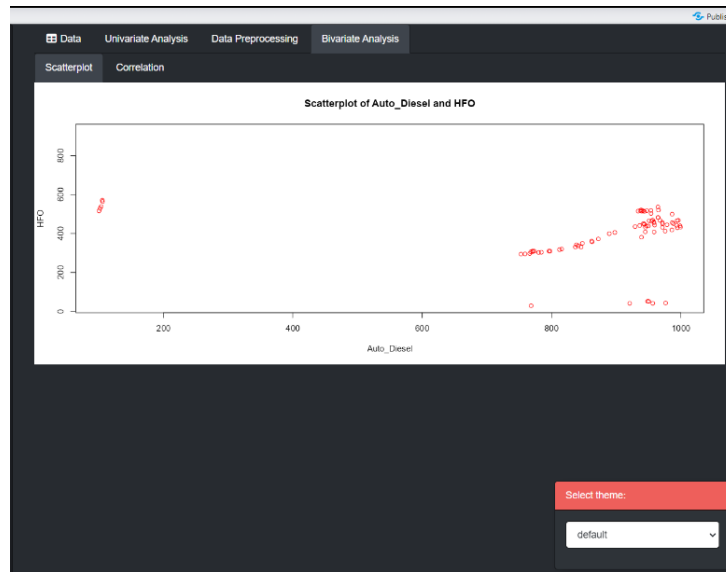 Publis
Data Univariate Analysis Data Preprocessing Bivariate Analysis
Scatterplot Correlation
Scatterplot of Auto_Diesel and HFO
800
600
HFO
400
200
0
200 400 600 800 1000
Auto_Diesel
Select theme:
default